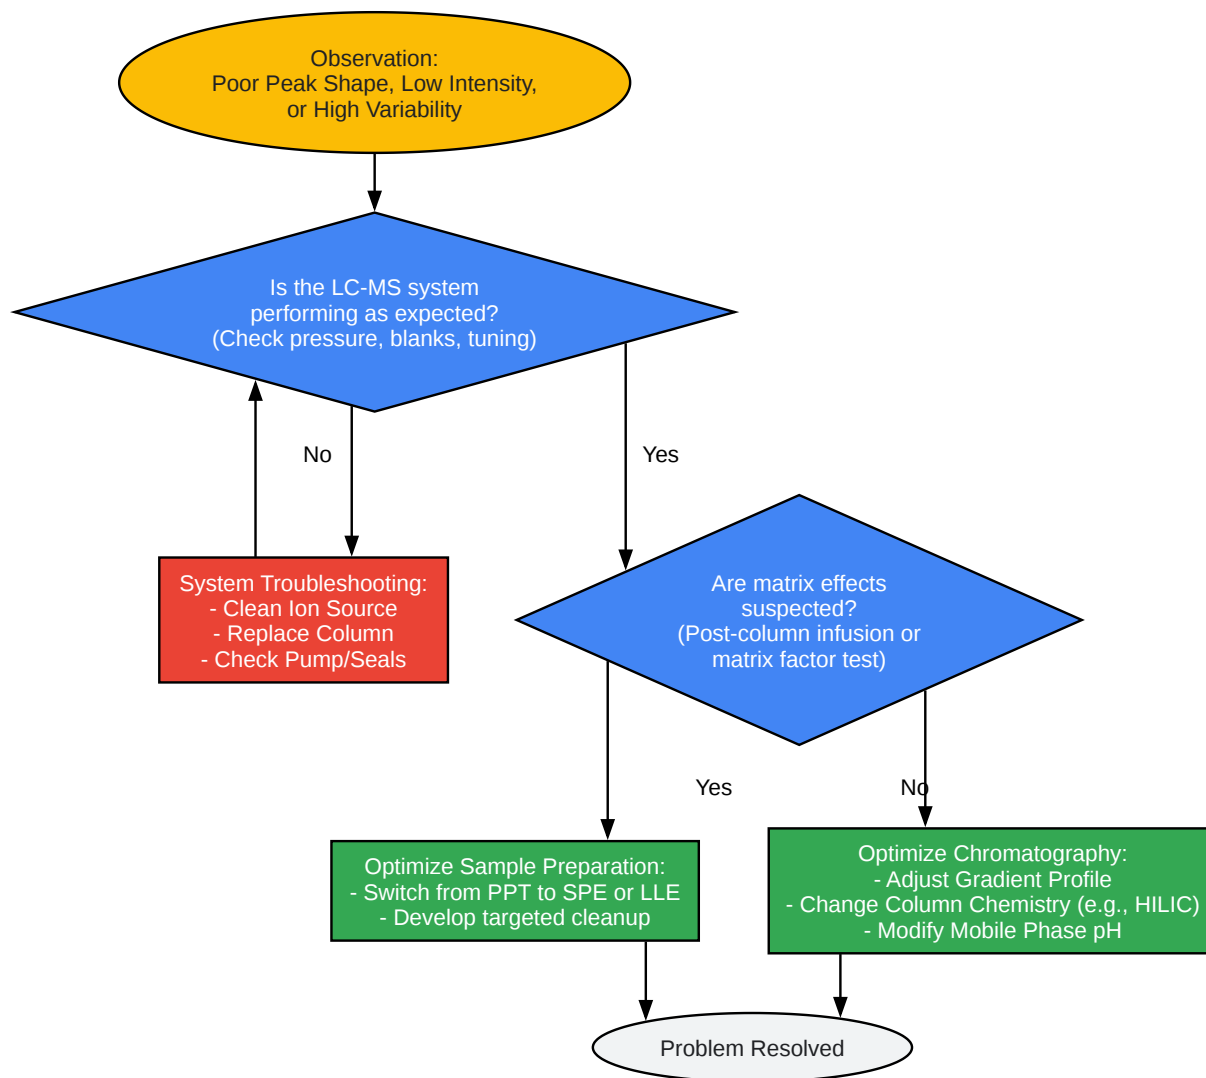 Observation:
Poor Peak Shape, Low Intensity,
or High Variability
Is the LC-MS system
performing as expected?
(Check pressure, blanks, tuning)
No
Yes
System Troubleshooting:
- Clean Ion Source
- Replace Column
- Check Pump/Seals
Are matrix effects
suspected?
(Post-column infusion or
matrix factor test)
Yes
No
Optimize Sample Preparation:
- Switch from PPT to SPE or LLE
- Develop targeted cleanup
Optimize Chromatography:
- Adjust Gradient Profile
- Change Column Chemistry (e.g., HILIC)
- Modify Mobile Phase pH
Problem Resolved